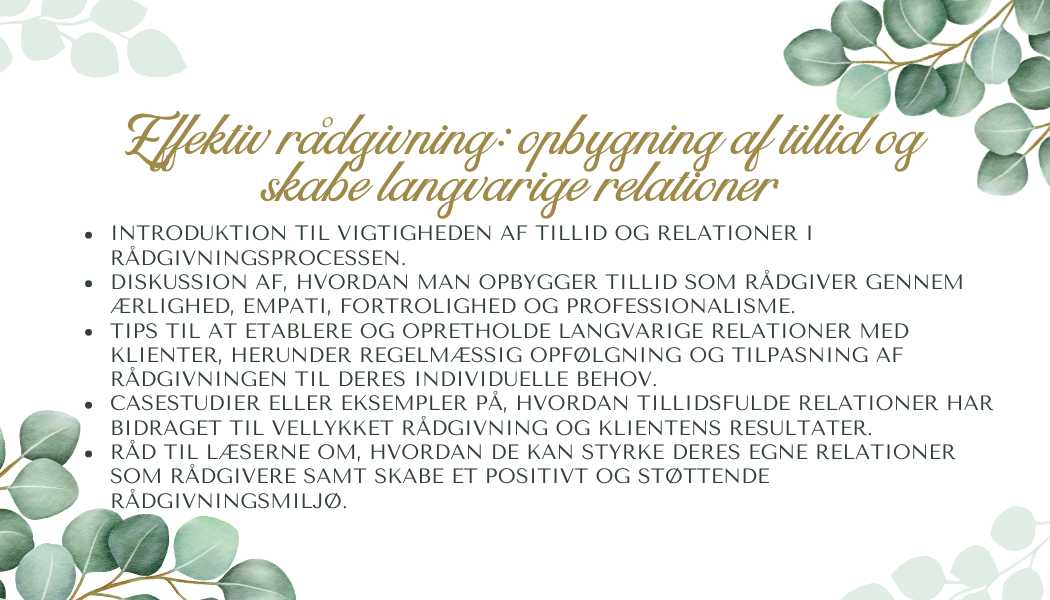 Effektiv rådgivning: opbygning af tillid og
skabe langvarige relationer
• INTRODUKTION TIL VIGTIGHEDEN AF TILLID OG RELATIONER I
RÅDGIVNINGSPROCESSEN.
• DISKUSSION AF, HVORDAN MAN OPBYGGER TILLID SOM RÅDGIVER GENNEM
ÆRLIGHED, EMPATI, FORTROLIGHED OG PROFESSIONALISME.
• TIPS TIL AT ETABLERE OG OPRETHOLDE LANGVARIGE RELATIONER MED
KLIENTER, HERUNDER REGELMÆSSIG OPFØLGNING OG TILPASNING AF
RÅDGIVNINGEN TIL DERES INDIVIDUELLE BEHOV.
• CASESTUDIER ELLER EKSEMPLER PÅ, HVORDAN TILLIDSFULDE RELATIONER HAR
BIDRAGET TIL VELLYKKET RÅDGIVNING OG KLIENTENS RESULTATER.
• RÅD TIL LÆSERNE OM, HVORDAN DE KAN STYRKE DERES EGNE RELATIONER
SOM RÅDGIVERE SAMT SKABE ET POSITIVT OG STØTTENDE
RÅDGIVNINGSMILJØ.